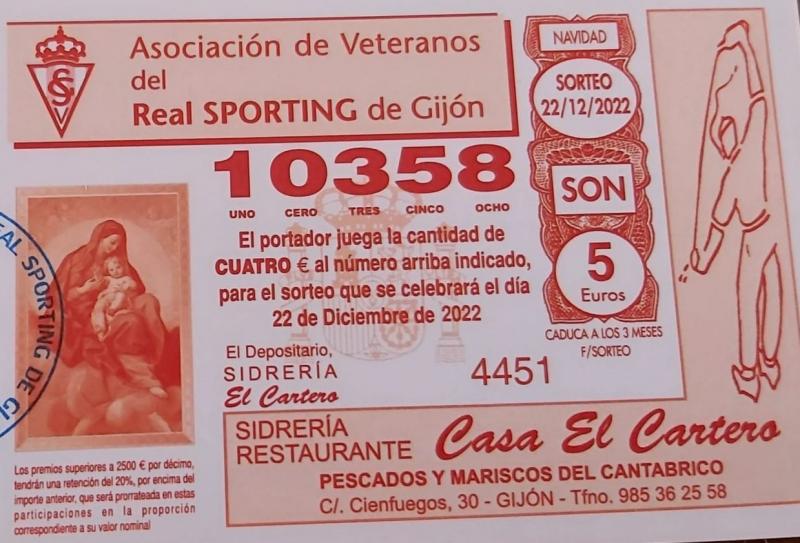 Asociación de Veteranos
del
Real SPORTING de Gijón
NAVIDAD
SORTEO
22/12/2022
10358
UNO CERO TRES CINCO OCHO
SON
5
Euros
CADUCA A LOS 3 MESES
F/SORTEO
El portador juega la cantidad de
CUATRO € al número arriba indicado,
para el sorteo que se celebrará el día
22 de Diciembre de 2022
El Depositario,
SIDRERÍA
El Cartero
4451
REAL SPORTING DE GI
Los premios superiores a 2500 € por décimo,
tendrán una retención del 20%, por encima del
importe anterior, que será prorrateada en estas
participaciones en la proporción
correspondiente a su valor nominal
SIDRERÍA
RESTAURANTE
Casa El Cartero
PESCADOS Y MARISCOS DEL CANTABRICO
C/. Cienfuegos, 30 - GIJÓN - Tfno. 985 36 25 58